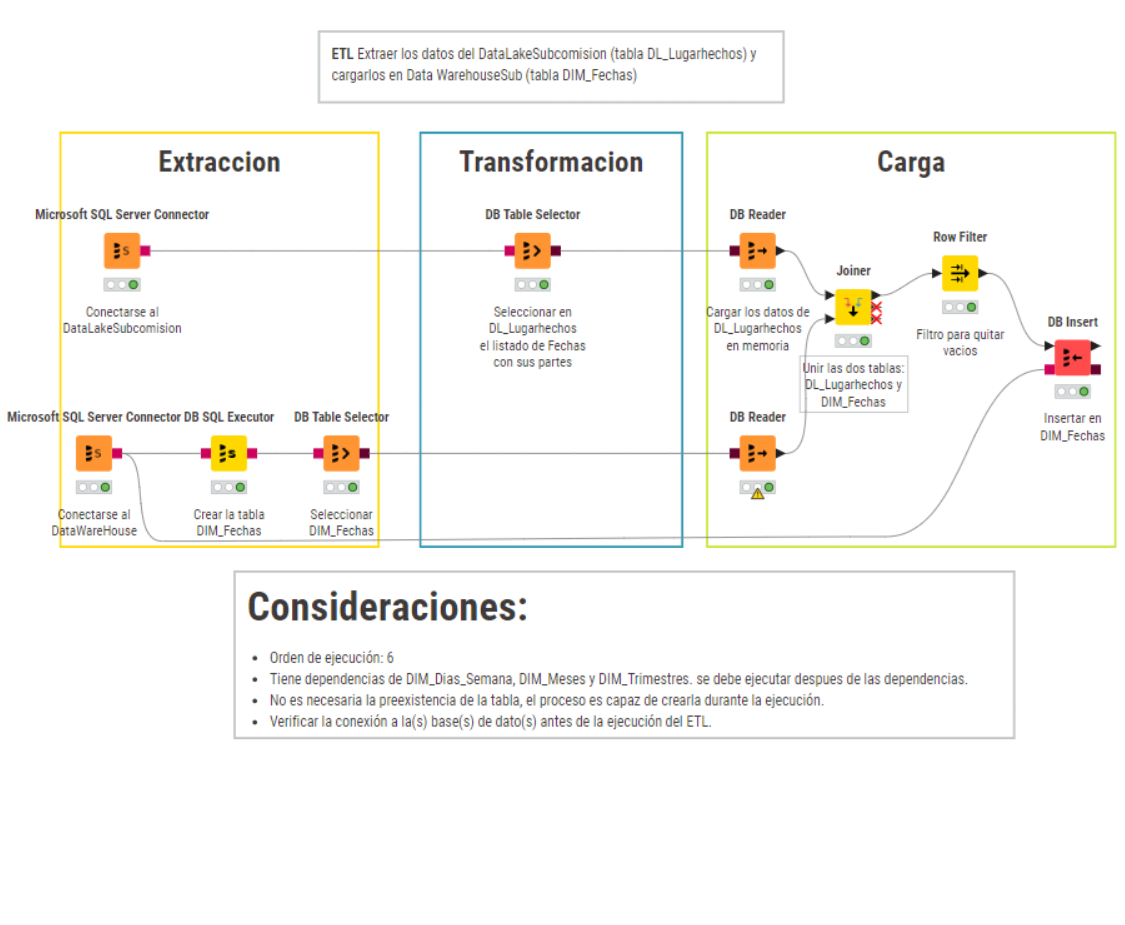 ETL Extraer los datos del DataLakeSubcomision (tabla DL_Lugarhechos) y
cargarlos en Data WarehouseSub (tabla DIM_Fechas)
Extraccion
Transformacion
Carga
Microsoft SQL Server Connector
S
Conectarse al
DataLakeSubcomision
DB Table Selector
Seleccionar en
DL_Lugarhechos
el listado de Fechas
con sus partes
DB Reader
Cargar los datos de
DL_Lugarhechos
en memoria
Joiner
Unir las dos tablas:
DL_Lugarhechos y
DIM_Fechas
Row Filter
Filtro para quitar
vacios
DB Insert
Insertar en
DIM_Fechas
Microsoft SQL Server Connector
S
Conectarse al
DataWareHouse
DB SQL Executor
s
Crear la tabla
DIM_Fechas
DB Table Selector
Seleccionar
DIM_Fechas
DB Reader
Consideraciones:
• Orden de ejecución: 6
• Tiene dependencias de DIM_Dias_Semana, DIM_Meses y DIM_Trimestres. se debe ejecutar despues de las dependencias.
• No es necesaria la preexistencia de la tabla, el proceso es capaz de crearla durante la ejecución.
• Verificar la conexión a la(s) base(s) de dato(s) antes de la ejecución del ETL.